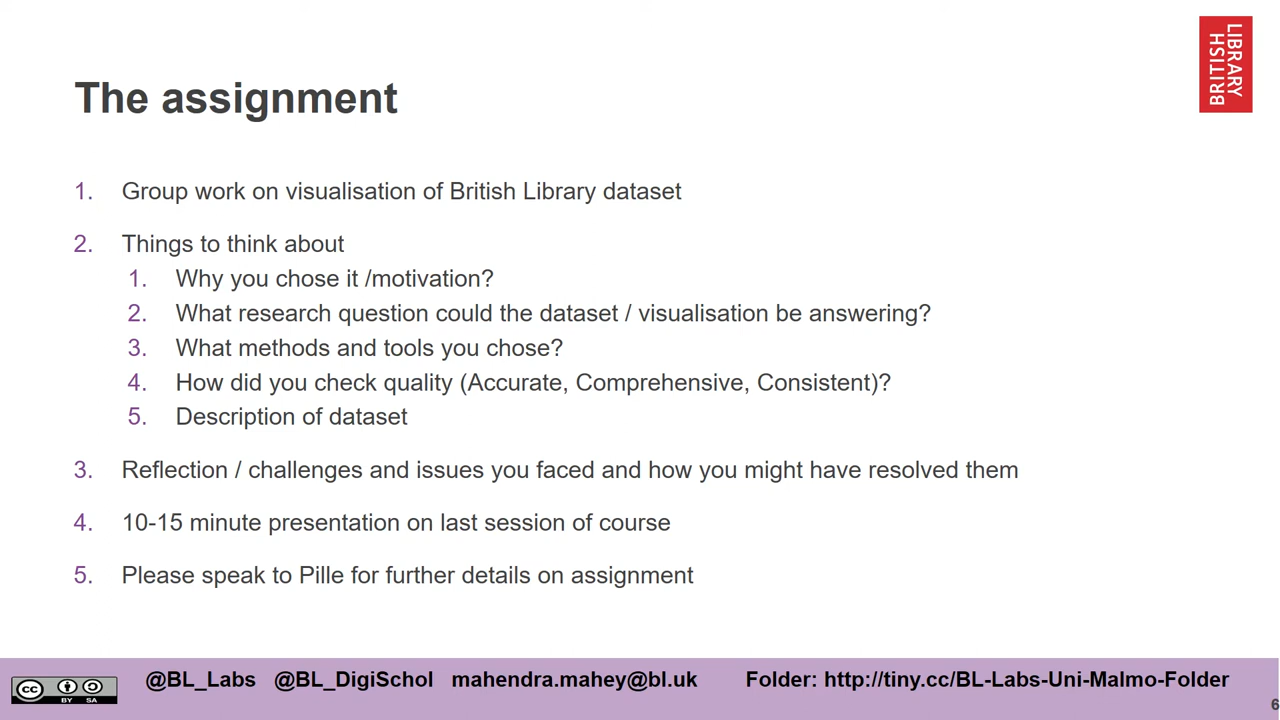 LIBRARY
BRITISH
The assignment
1. Group work on visualisation of British Library dataset
2. Things to think about
1. Why you chose it /motivation?
2. What research question could the dataset / visualisation be answering?
3. What methods and tools you chose?
4. How did you check quality (Accurate, Comprehensive, Consistent)?
5. Description of dataset
3. Reflection / challenges and issues you faced and how you might have resolved them
4. 10-15 minute presentation on last session of course
5. Please speak to Pille for further details on assignment
cc BY SA @BL_Labs @BL_DigiSchol mahendra.mahey@bl.uk Folder: http://tiny.cc/BL-Labs-Uni-Malmo-Folder
6